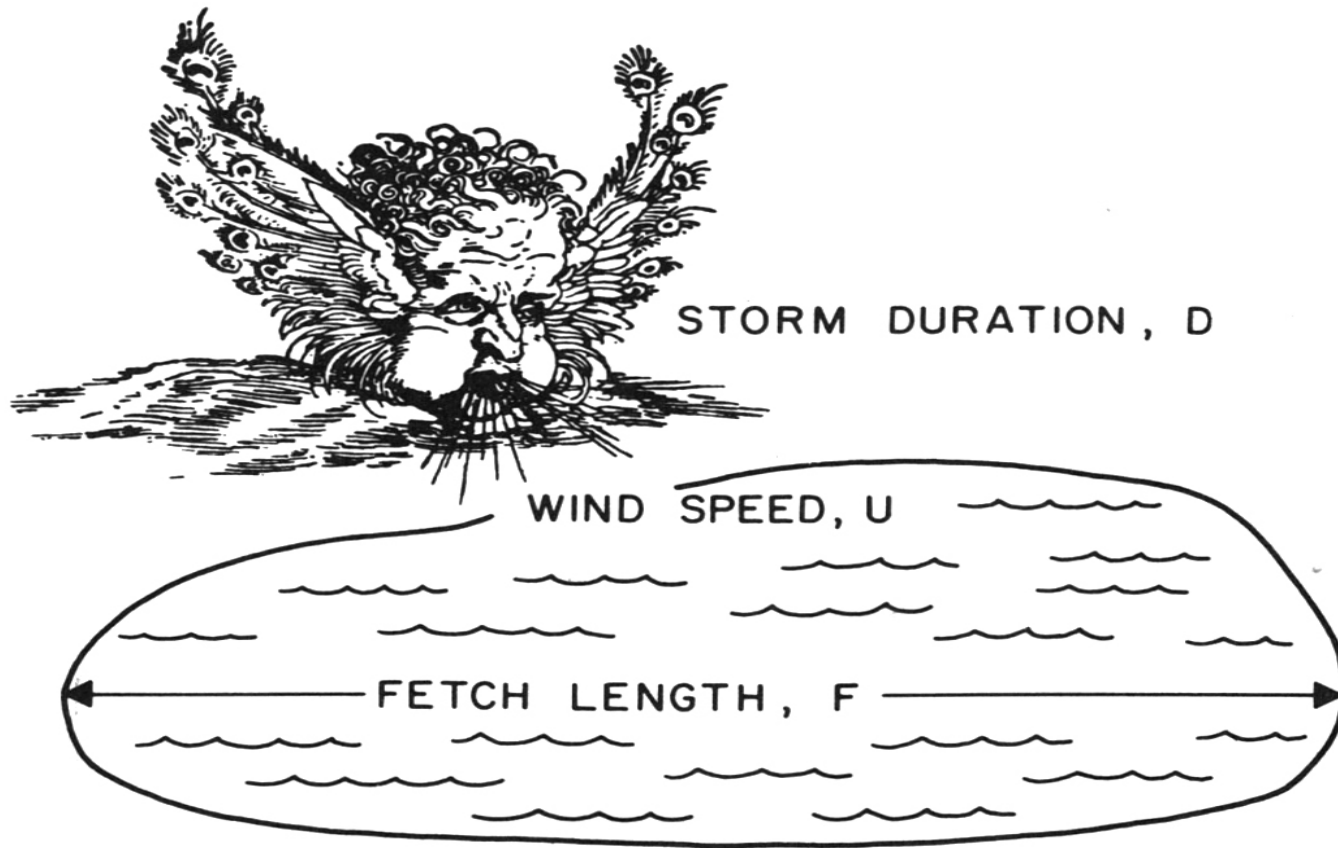 STORM DURATION, D
WIND SPEED, U
FETCH LENGTH, F